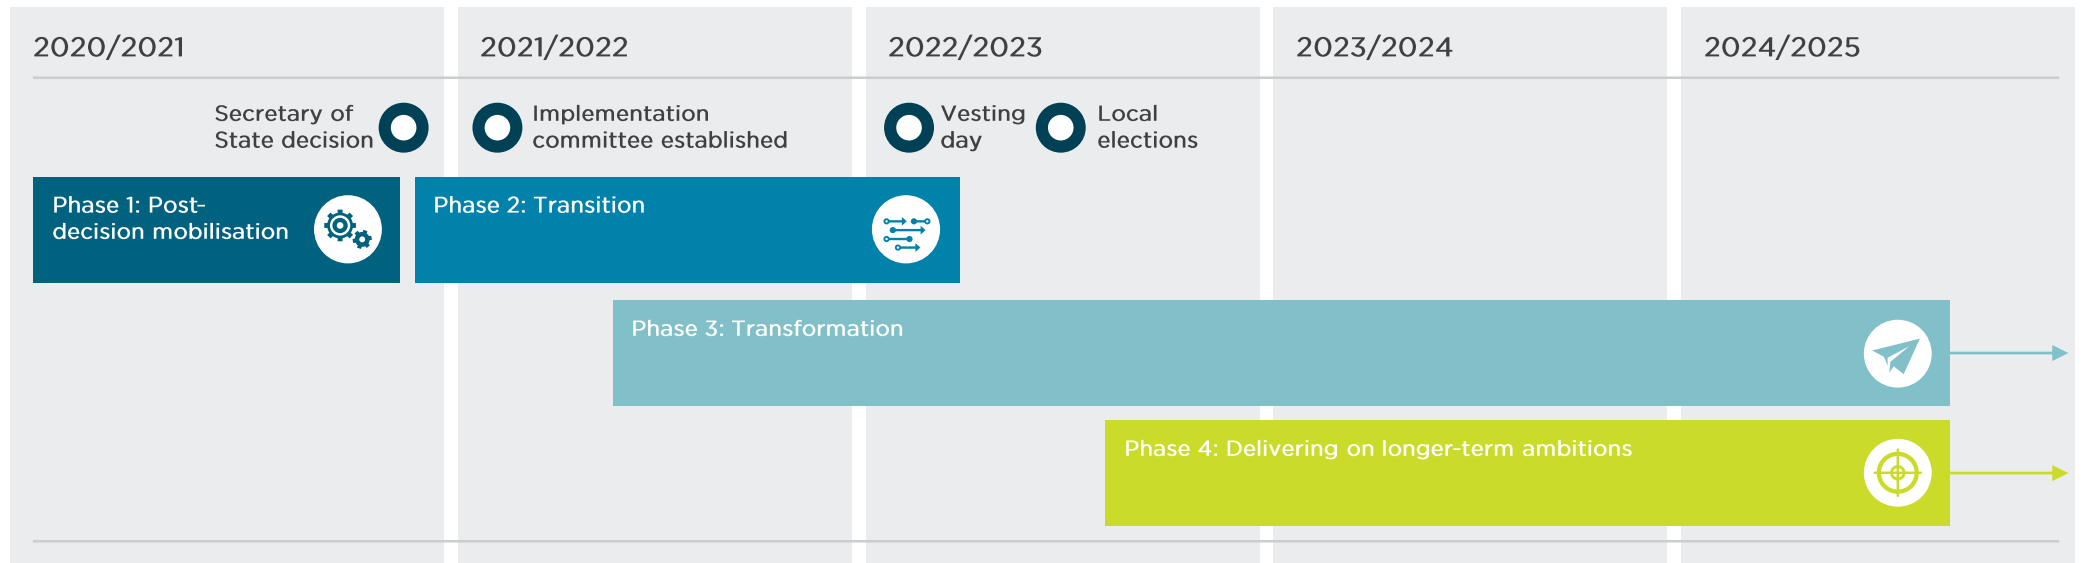 2020/2021
2021/2022
2022/2023
2023/2024
2024/2025
Secretary of
State decision
Implementation
committee established
Vesting
day
Local
elections
Phase 1: Post-
decision mobilisation
Phase 2: Transition
Phase 3: Transformation
Phase 4: Delivering on longer-term ambitions